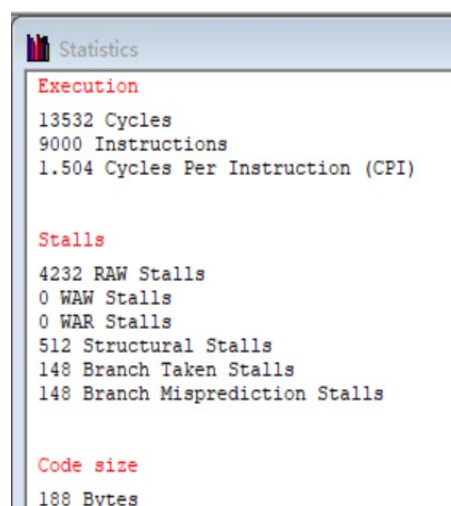 Statistics
Execution
13532 Cycles
9000 Instructions
1.504 Cycles Per Instruction (CPI)
Stalls
4232 RAW Stalls
0 WAW Stalls
0 WAR Stalls
512 Structural Stalls
148 Branch Taken Stalls
148 Branch Misprediction Stalls
Code size
188 Bytes